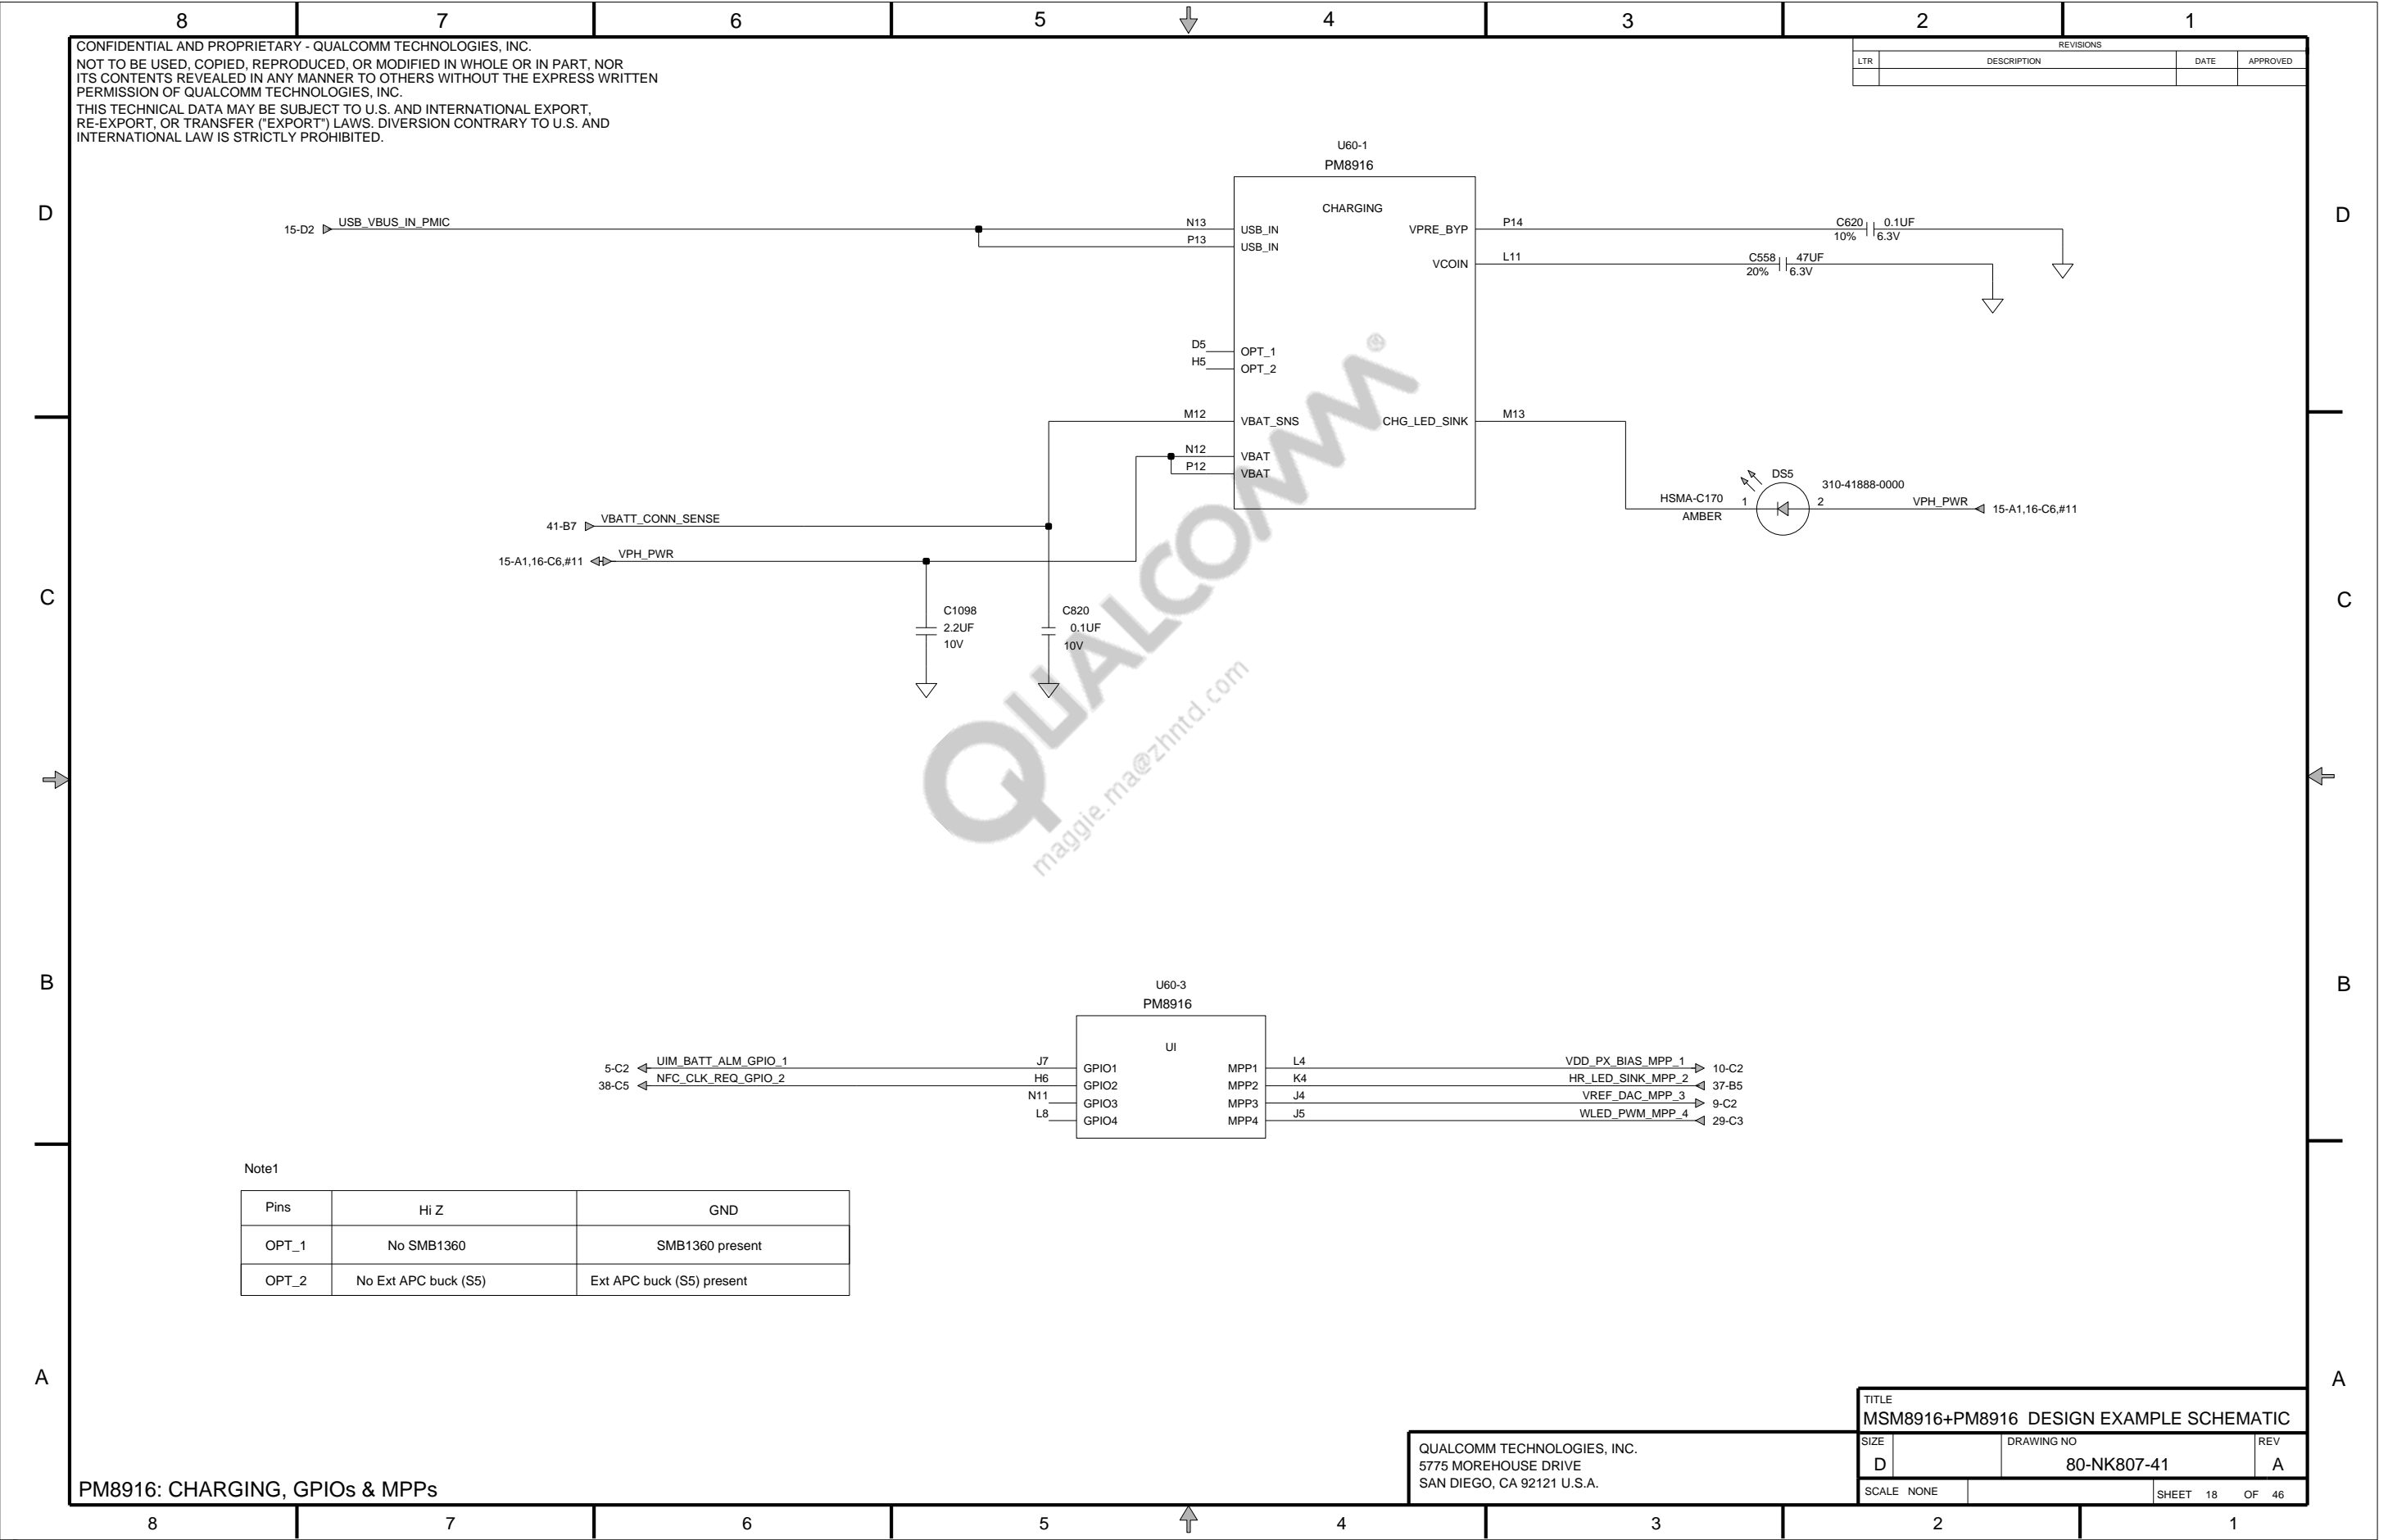 8 7 6 5 4 3 2 1
CONFIDENTIAL AND PROPRIETARY - QUALCOMM TECHNOLOGIES, INC.
NOT TO BE USED, COPIED, REPRODUCED, OR MODIFIED IN WHOLE OR IN PART, NOR
ITS CONTENTS REVEALED IN ANY MANNER TO OTHERS WITHOUT THE EXPRESS WRITTEN
PERMISSION OF QUALCOMM TECHNOLOGIES, INC.
THIS TECHNICAL DATA MAY BE SUBJECT TO U.S. AND INTERNATIONAL EXPORT,
RE-EXPORT, OR TRANSFER ("EXPORT") LAWS. DIVERSION CONTRARY TO U.S. AND
INTERNATIONAL LAW IS STRICTLY PROHIBITED.
REVISIONS
LTR DESCRIPTION DATE APPROVED
U60-1
PM8916
CHARGING
D D
15-D2 USB_VBUS_IN_PMIC N13 USB_IN VPRE_BYP P14 C620 0.1UF
10% 6.3V
P13 USB_IN
VCOIN L11 C558 47UF
20% 6.3V
D5 OPT_1
H5 OPT_2
M12 VBAT_SNS CHG_LED_SINK M13
N12 VBAT
P12 VBAT
DS5
310-41888-0000
HSMA-C170 1 2 VPH_PWR 15-A1,16-C6,#11
AMBER
41-B7 VBATT_CONN_SENSE
15-A1,16-C6,#11 VPH_PWR
C C
C1098 C820
2.2UF 0.1UF
10V 10V
QUALCOMM®
maggie.ma@zhntd.com
B B
U60-3
PM8916
UI
5-C2 UIM_BATT_ALM_GPIO_1 J7 GPIO1 MPP1 L4 VDD_PX_BIAS_MPP_1 10-C2
38-C5 NFC_CLK_REQ_GPIO_2 H6 GPIO2 MPP2 K4 HR_LED_SINK_MPP_2 37-B5
N11 GPIO3 MPP3 J4 VREF_DAC_MPP_3 9-C2
L8 GPIO4 MPP4 J5 WLED_PWM_MPP_4 29-C3
Note1
Pins Hi Z GND
OPT_1 No SMB1360 SMB1360 present
OPT_2 No Ext APC buck (S5) Ext APC buck (S5) present
A A
TITLE
MSM8916+PM8916 DESIGN EXAMPLE SCHEMATIC
QUALCOMM TECHNOLOGIES, INC.
5775 MOREHOUSE DRIVE
SAN DIEGO, CA 92121 U.S.A.
SIZE DRAWING NO REV
D 80-NK807-41 A
SCALE NONE SHEET 18 OF 46
PM8916: CHARGING, GPIOs & MPPs
8 7 6 5 4 3 2 1